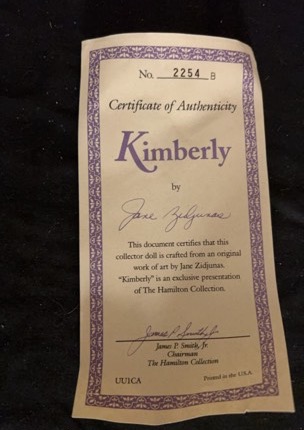 No. 2254 B
Certificate of Authenticity
Kimberly
by
Jane Zidjunas
This document certifies that this
collector doll is crafted from an original
work of art by Jane Zidjunas.
"Kimberly" is an exclusive presentation
of The Hamilton Collection.
James P. Smith Jr
James P. Smith, Jr.
Chairman
The Hamilton Collection
UU1CA
Printed in the U.S.A.